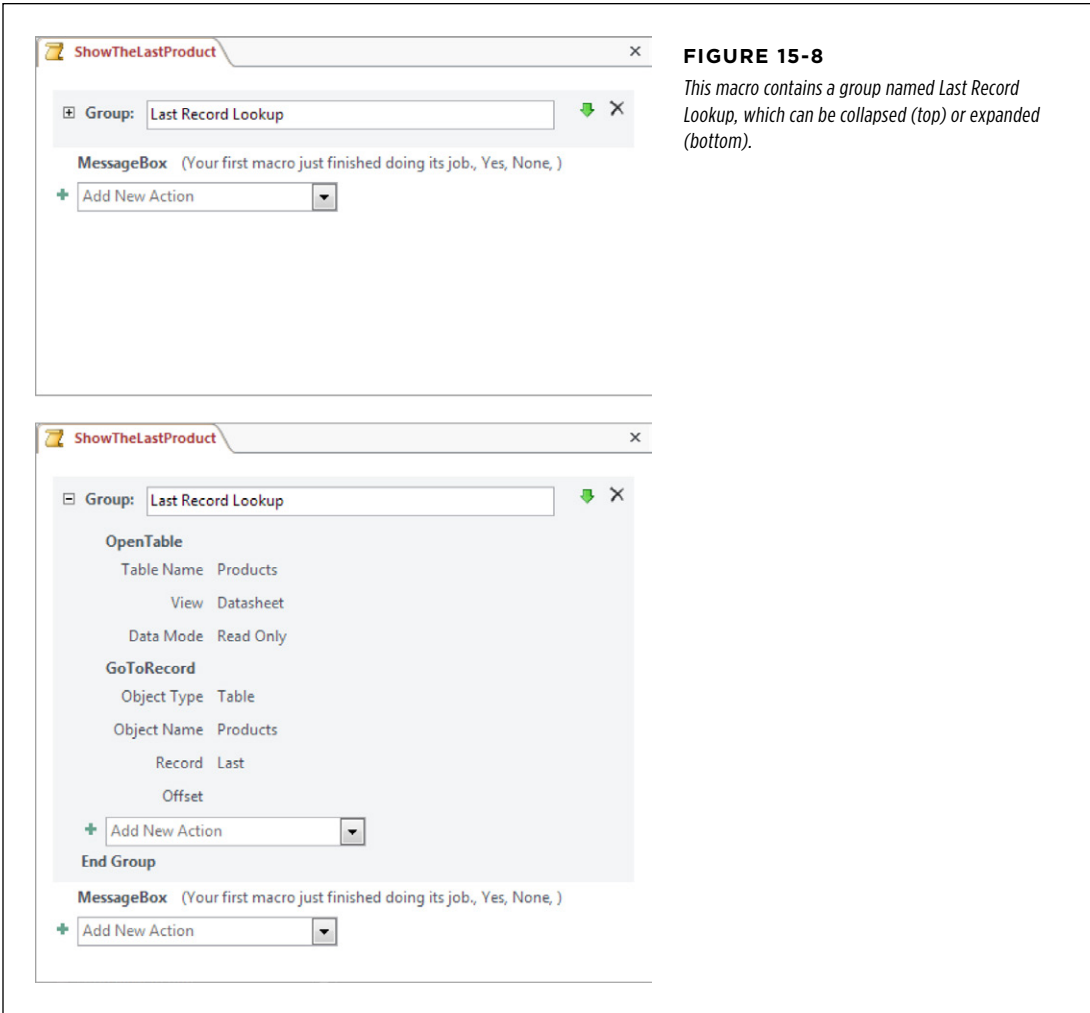 ShowTheLastProduct
Group: Last Record Lookup
MessageBox (Your first macro just finished doing its job., Yes, None, )
Add New Action
FIGURE 15-8
This macro contains a group named Last Record
Lookup, which can be collapsed (top) or expanded
(bottom).
ShowTheLastProduct
Group: Last Record Lookup
OpenTable
Table Name Products
View Datasheet
Data Mode Read Only
GoToRecord
Object Type Table
Object Name Products
Record Last
Offset
Add New Action
End Group
MessageBox (Your first macro just finished doing its job., Yes, None, )
Add New Action